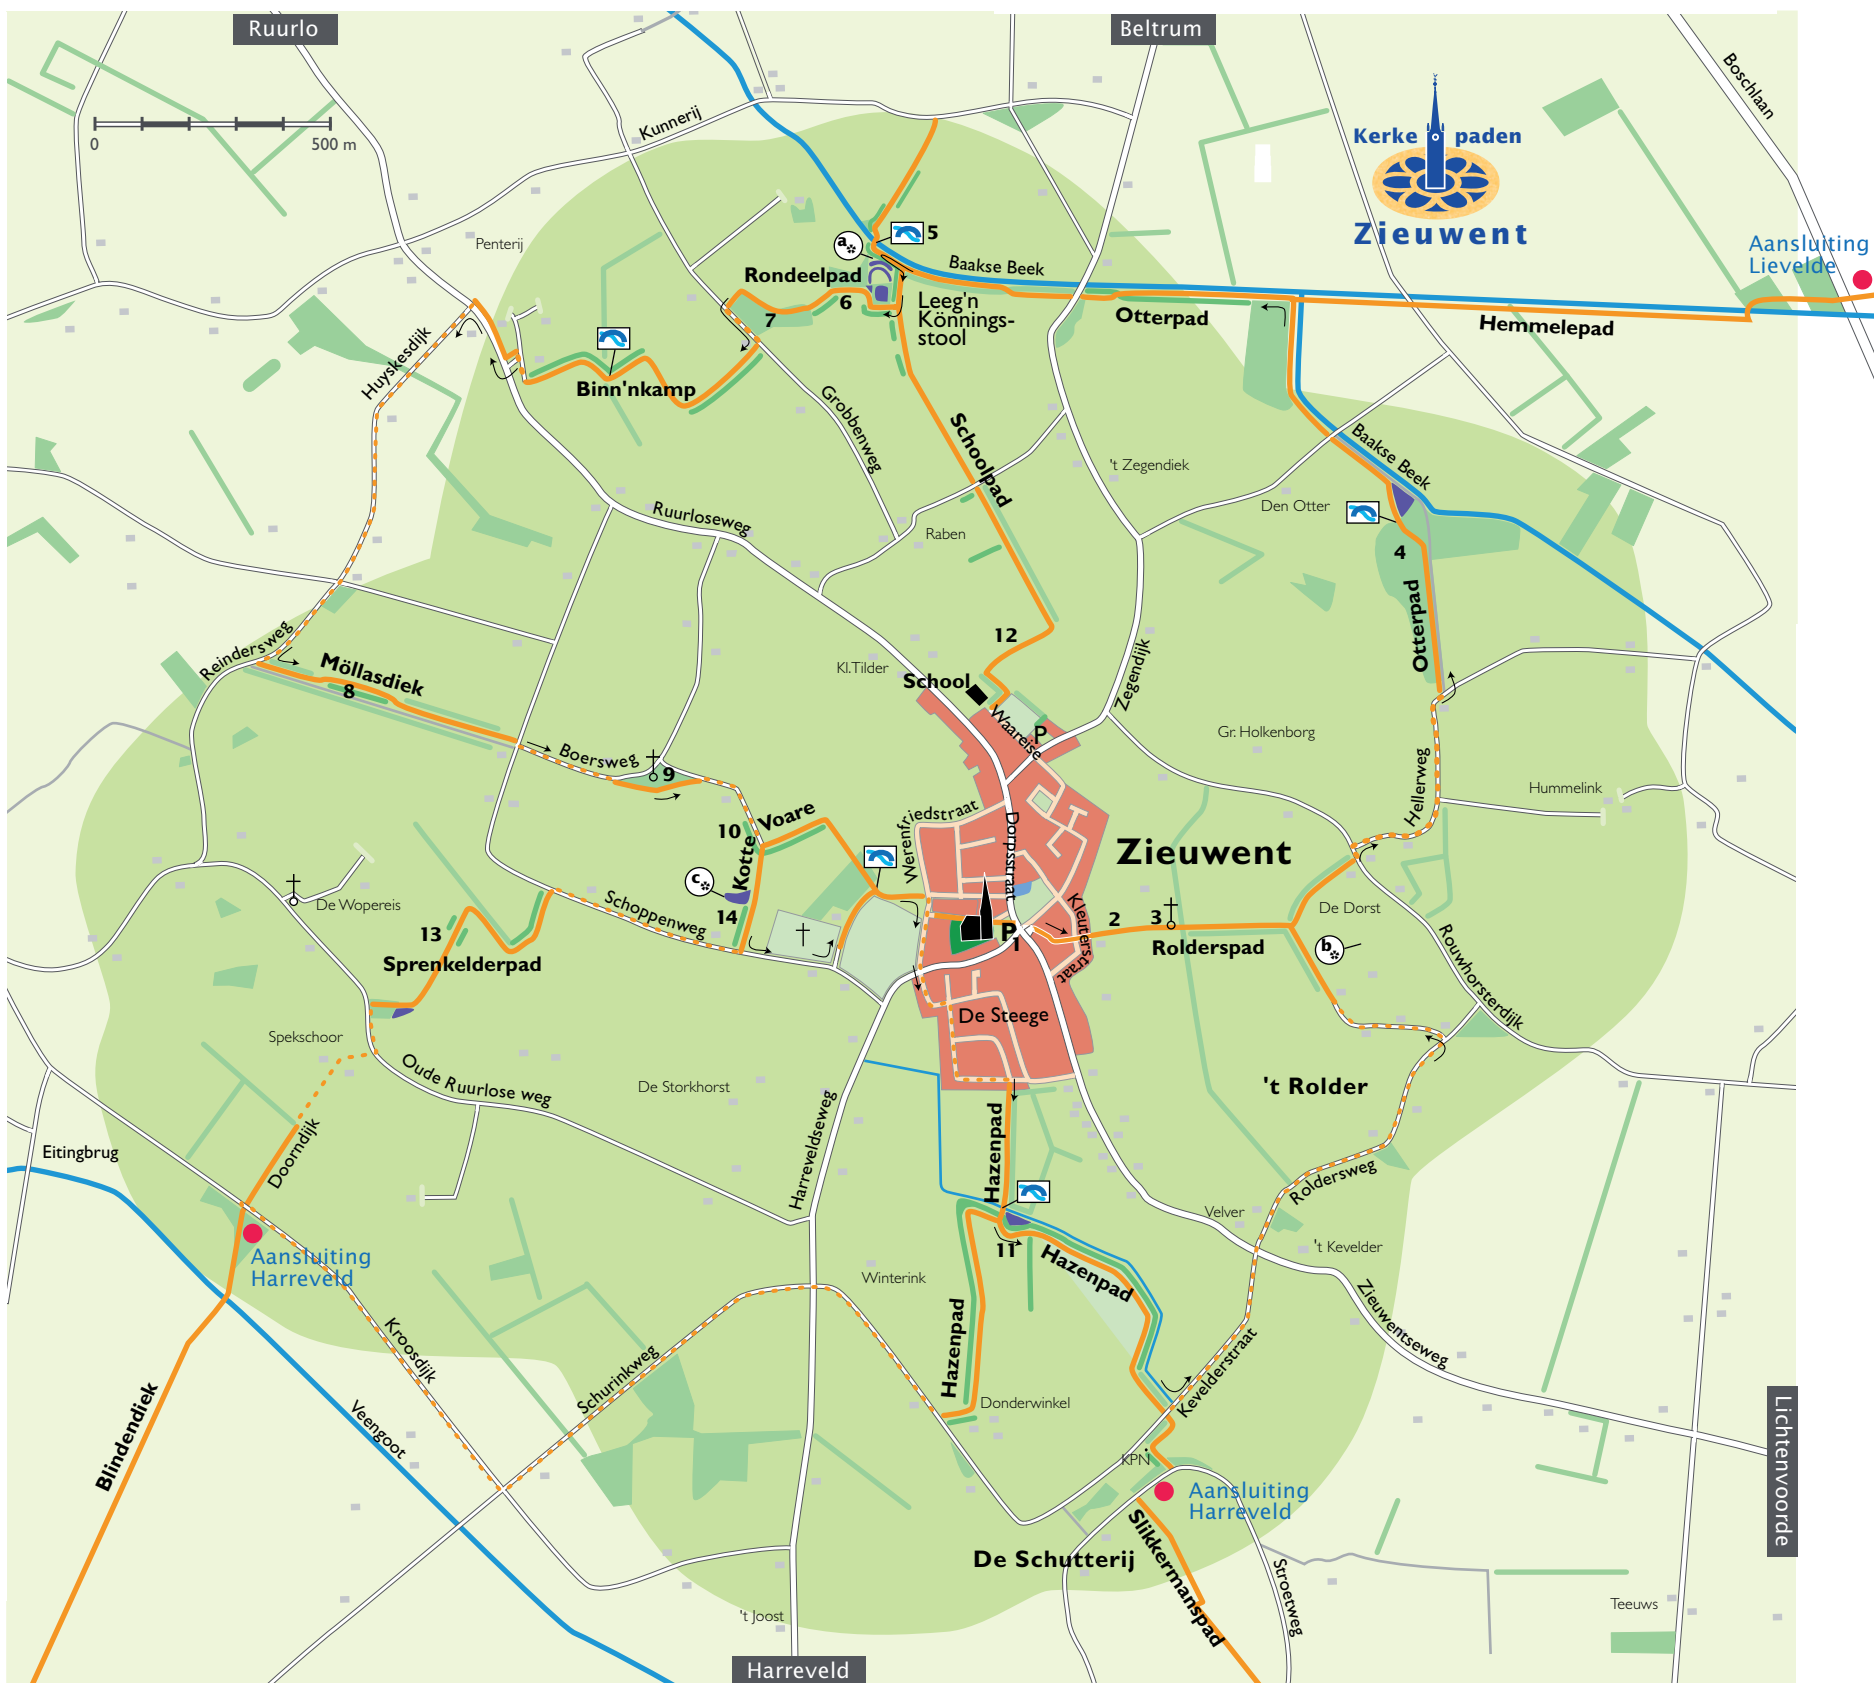 Ruurlo
Beltrum
Boschlaan
0
500 m
Kunnerij
Kerke paden
Zieuwent
Penterij
a
5
Baakse Beek
Aansluiting
Lievelde
Rondeelpad
6
7
Leeg'n
Könnings-
stool
Otterpad
Hemmelepad
Huyskesdijk
Binn'nkamp
Grobbenweg
Schoolpad
't Zegendiek
Baakse Beek
Den Otter
Ruurloseweg
Raben
4
Otterpad
Reindersweg
Möllasdiek
8
12
Kl.Tilder
School
Zegendijk
Waareise
P
Gr. Holkenborg
Boersweg
9
Hellerweg
Hummelink
10
Voare
Kotte
Werenfriedstraat
Dorpsstraat
Zieuwent
c
14
De Wopereis
Schoppenweg
13
Sprenkelderpad
P
1
Kleuterstraat
2
3
Rolderspad
De Dorst
b
Rouwhorsterdijk
De Steege
Spekschoor
Oude Ruurlose weg
De Storkhorst
't Rolder
Eitingbrug
Doorndijk
Harreveldseweg
Hazenpad
Roldersweg
Velver
't Kevelder
11
Hazenpad
Aansluiting
Harreveld
Winterink
Zieuwentseweg
Kroosdijk
Hazenpad
Schurinkweg
Kevelderstraat
Donderwinkel
Blindendiek
Veengoot
KPN
Aansluiting
Harreveld
Lichtenvoorde
De Schutterij
Slikkermanspad
Stroetweg
't Joost
Teeuws
Harreveld